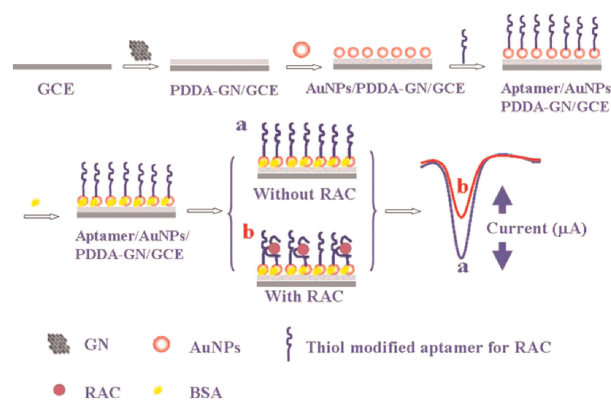 GCE
PDDA-GN/GCE
AuNPs/PDDA-GN/GCE
Aptamer/AuNPs
PDDA-GN/GCE
a
Without RAC
b
With RAC
Aptamer/AuNPs/
PDDA-GN/GCE
b
a
Current (µA)
GN
AuNPs
Thiol modified aptamer for RAC
RAC
BSA